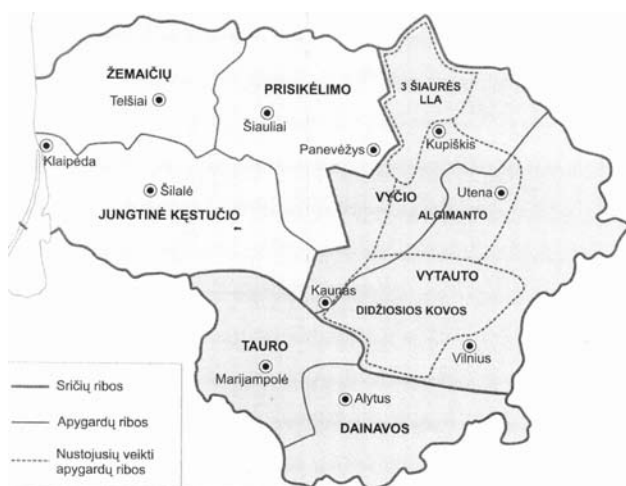 ŽEMAIČIŲ
Telšiai
PRISIKĖLIMO
Šiauliai
Panevėžys
3 ŠIAURĖS
LLA
Kupiškis
Klaipėda
Šilalė
JUNGTINĖ KĘSTUČIO
VYČIO
Utena
ALGIMANTO
Kaunas
VYTAUTO
DIDŽIOSIOS KOVOS
Vilnius
TAURO
Marijampolė
Alytus
DAINAVOS
Sričių ribos
Apygardų ribos
Nustojusių veikti
apygardų ribos